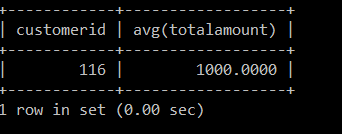 +------------+------------------+
| customerid | avg(totalamount) |
+------------+------------------+
| 116 | 1000.0000 |
+------------+------------------+
1 row in set (0.00 sec)